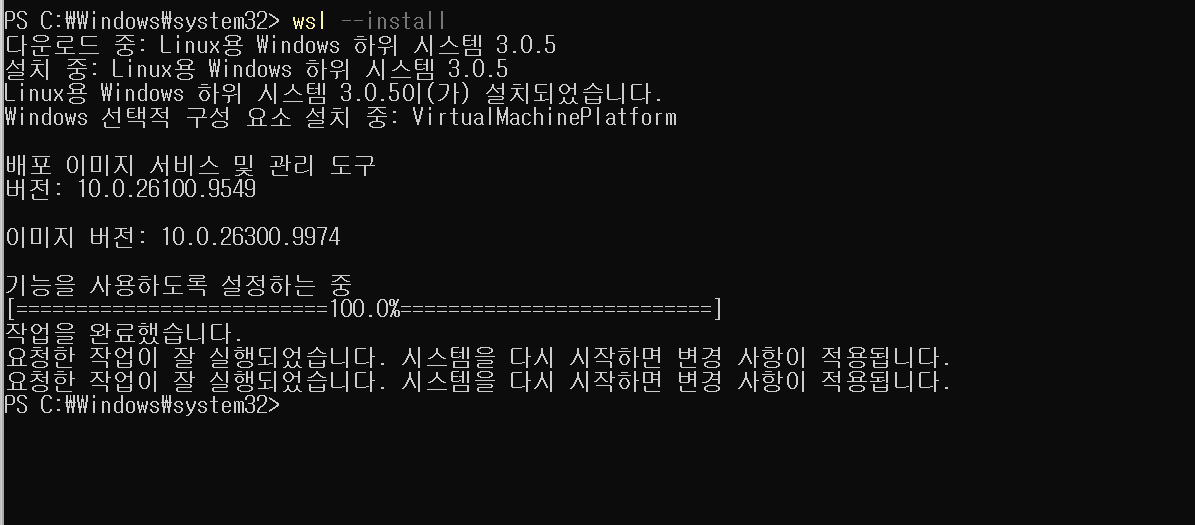 PS C:₩Windows₩system32> wsl --install
다운로드 중: Linux용 Windows 하위 시스템 3.0.5
설치 중: Linux용 Windows 하위 시스템 3.0.5
Linux용 Windows 하위 시스템 3.0.5이(가) 설치되었습니다.
Windows 선택적 구성 요소 설치 중: VirtualMachinePlatform
배포 이미지 서비스 및 관리 도구
버전: 10.0.26100.9549
이미지 버전: 10.0.26300.9974
기능을 사용하도록 설정하는 중
[==========================100.0%==========================]
작업을 완료했습니다.
요청한 작업이 잘 실행되었습니다. 시스템을 다시 시작하면 변경 사항이 적용됩니다.
요청한 작업이 잘 실행되었습니다. 시스템을 다시 시작하면 변경 사항이 적용됩니다.
PS C:₩Windows₩system32>